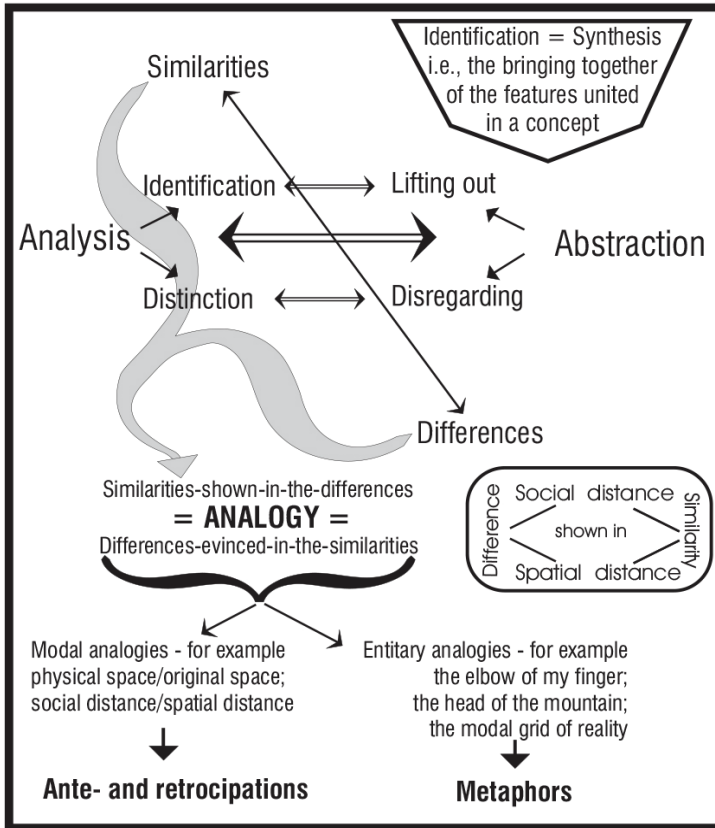 Identification = Synthesis
i.e., the bringing together
of the features united
in a concept
Similarities
Identification
Lifting out
Analysis
Abstraction
Distinction
Disregarding
Differences
Similarities-shown-in-the-differences
= ANALOGY =
Differences-evinced-in-the-similarities
Difference
Social distance
shown in
Spatial distance
Similarity
Modal analogies - for example
physical space/original space;
social distance/spatial distance
Entitary analogies - for example
the elbow of my finger;
the head of the mountain;
the modal grid of reality
Ante- and retrocipations
Metaphors